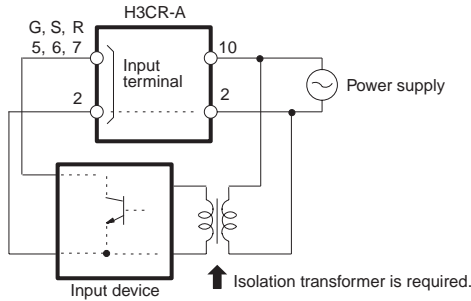 H3CR-A
G, S, R
5, 6, 7
10
Input
terminal
2
2
Power supply
Isolation transformer is required.
Input device